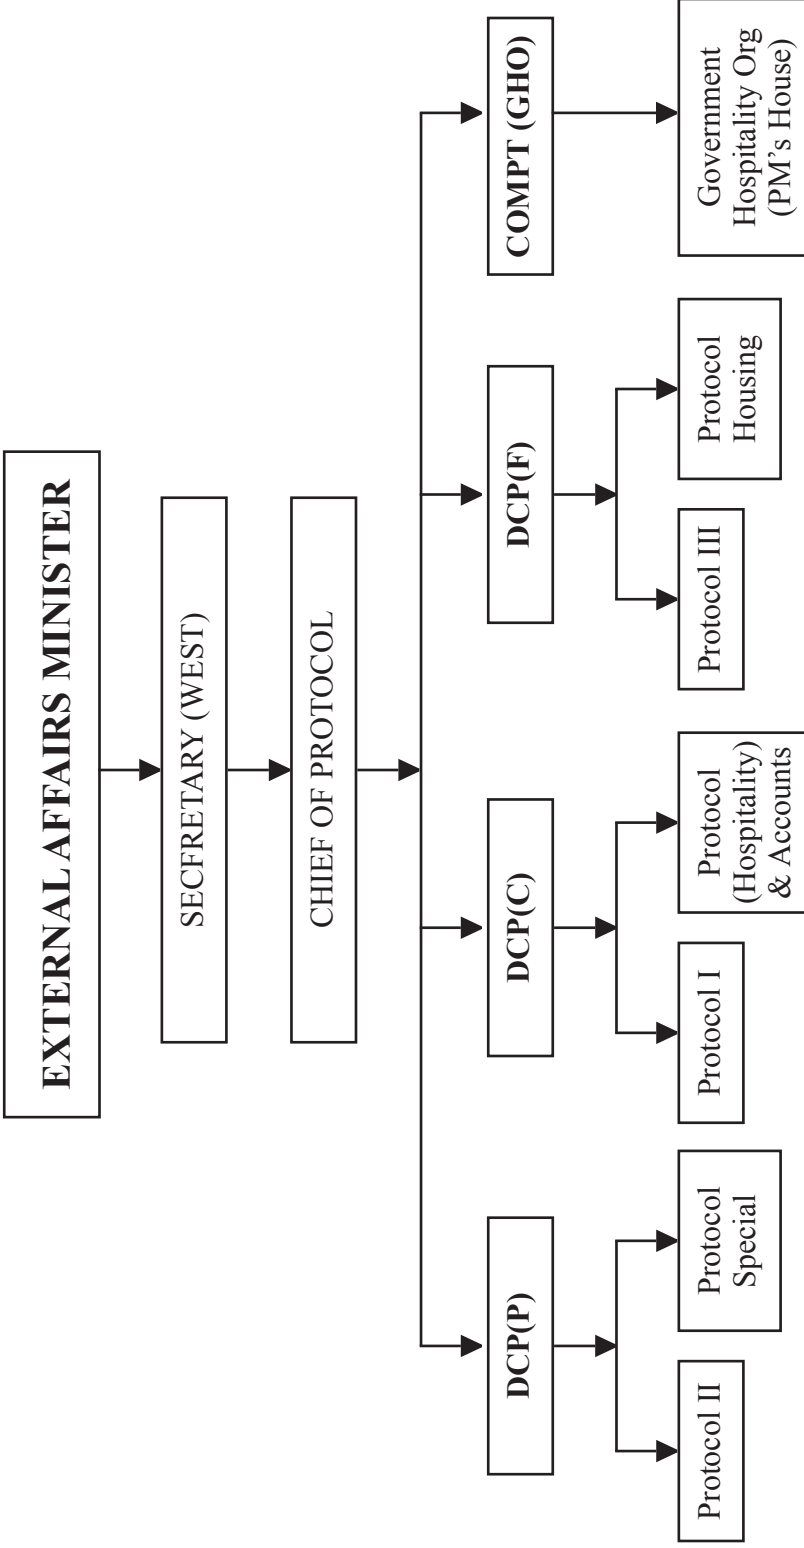 EXTERNAL AFFAIRS MINISTER
SECFRETARY (WEST)
CHIEF OF PROTOCOL
DCP(P)
DCP(C)
DCP(F)
COMPT (GHO)
Protocol II
Protocol
Special
Protocol I
Protocol
(Hospitality)
& Accounts
Protocol III
Protocol
Housing
Government
Hospitality Org
(PM’s House)